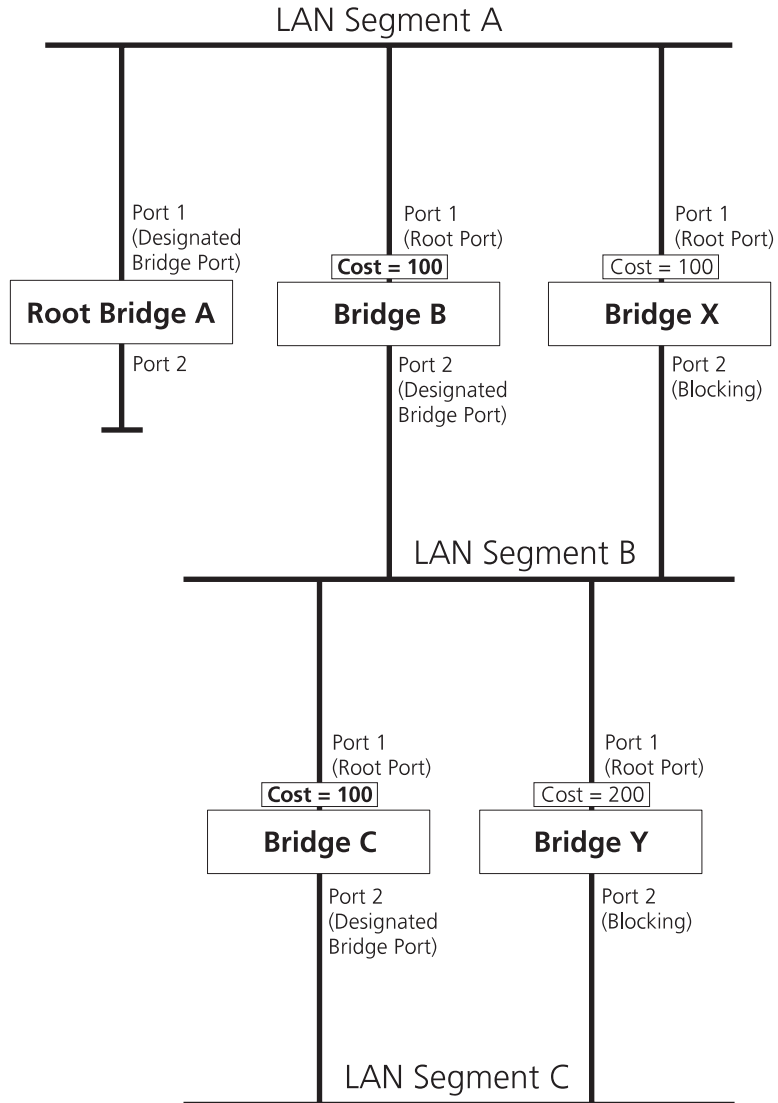 LAN Segment A
Port 1
(Designated
Bridge Port)
Root Bridge A
Port 2
Port 1
(Root Port)
Cost = 100
Bridge B
Port 2
(Designated
Bridge Port)
Port 1
(Root Port)
Cost = 100
Bridge X
Port 2
(Blocking)
LAN Segment B
Port 1
(Root Port)
Cost = 100
Bridge C
Port 2
(Designated
Bridge Port)
Port 1
(Root Port)
Cost = 200
Bridge Y
Port 2
(Blocking)
LAN Segment C